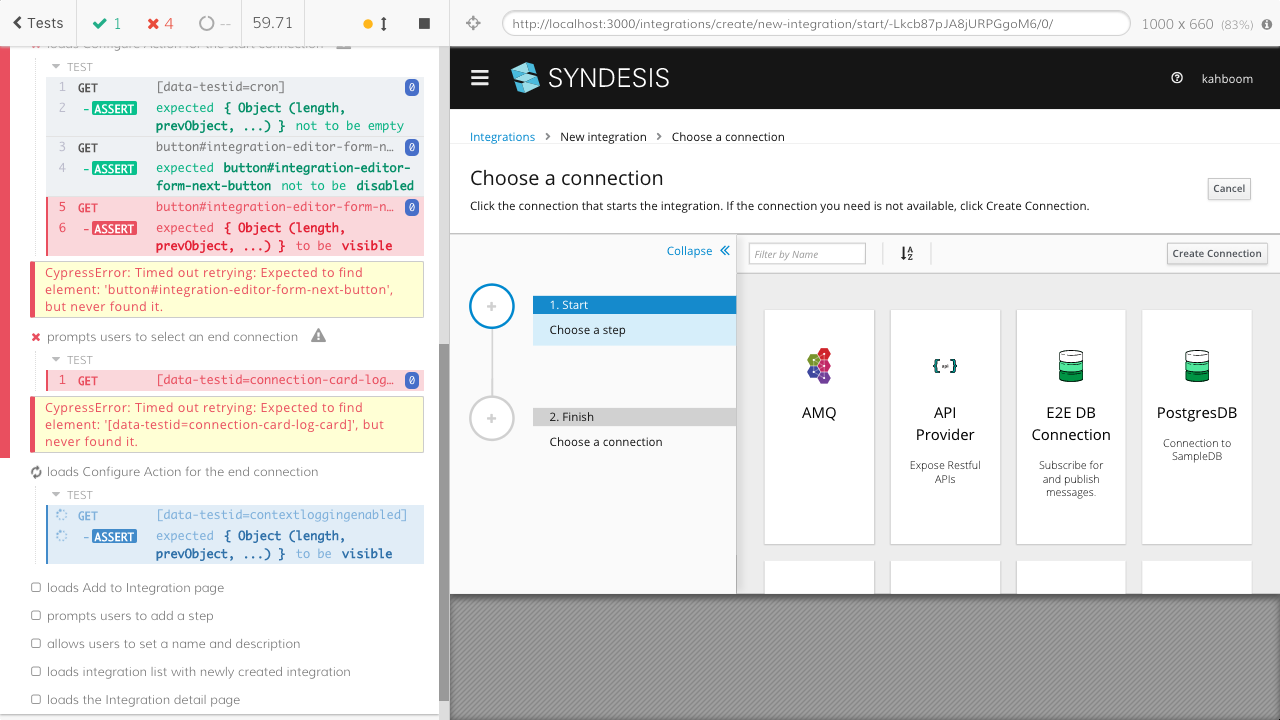 Tests
1
4
--
59.71
http://localhost:3000/integrations/create/new-integration/start/-Lkcb87pJA8jURPGgoM6/0/
1000 x 660 (83%)
loads Configure Action for the start connection
TEST
1 GET [data-testid=cron] 0
2 - ASSERT expected { Object (length,
prevObject, ...) } not to be empty
3 GET button#integration-editor-form-n... 0
4 - ASSERT expected button#integration-editor-
form-next-button not to be disabled
5 GET button#integration-editor-form-n... 0
6 - ASSERT expected { Object (length,
prevObject, ...) } to be visible
CypressError: Timed out retrying: Expected to find
element: 'button#integration-editor-form-next-button',
but never found it.
prompts users to select an end connection
TEST
1 GET [data-testid=connection-card-log... 0
CypressError: Timed out retrying: Expected to find
element: '[data-testid=connection-card-log-card]', but
never found it.
loads Configure Action for the end connection
TEST
GET [data-testid=contextloggingenabled]
- ASSERT expected { Object (length,
prevObject, ...) } to be visible
loads Add to Integration page
prompts users to add a step
allows users to set a name and description
loads integration list with newly created integration
loads the Integration detail page
SYNDESIS
kahboom
Integrations > New integration > Choose a connection
Choose a connection
Cancel
Click the connection that starts the integration. If the connection you need is not available, click Create Connection.
Collapse
Filter by Name
Create Connection
1. Start
Choose a step
2. Finish
Choose a connection
AMQ
api
API
Provider
Expose Restful
APIs
E2E DB
Connection
Subscribe for
and publish
messages.
PostgresDB
Connection to
SampleDB